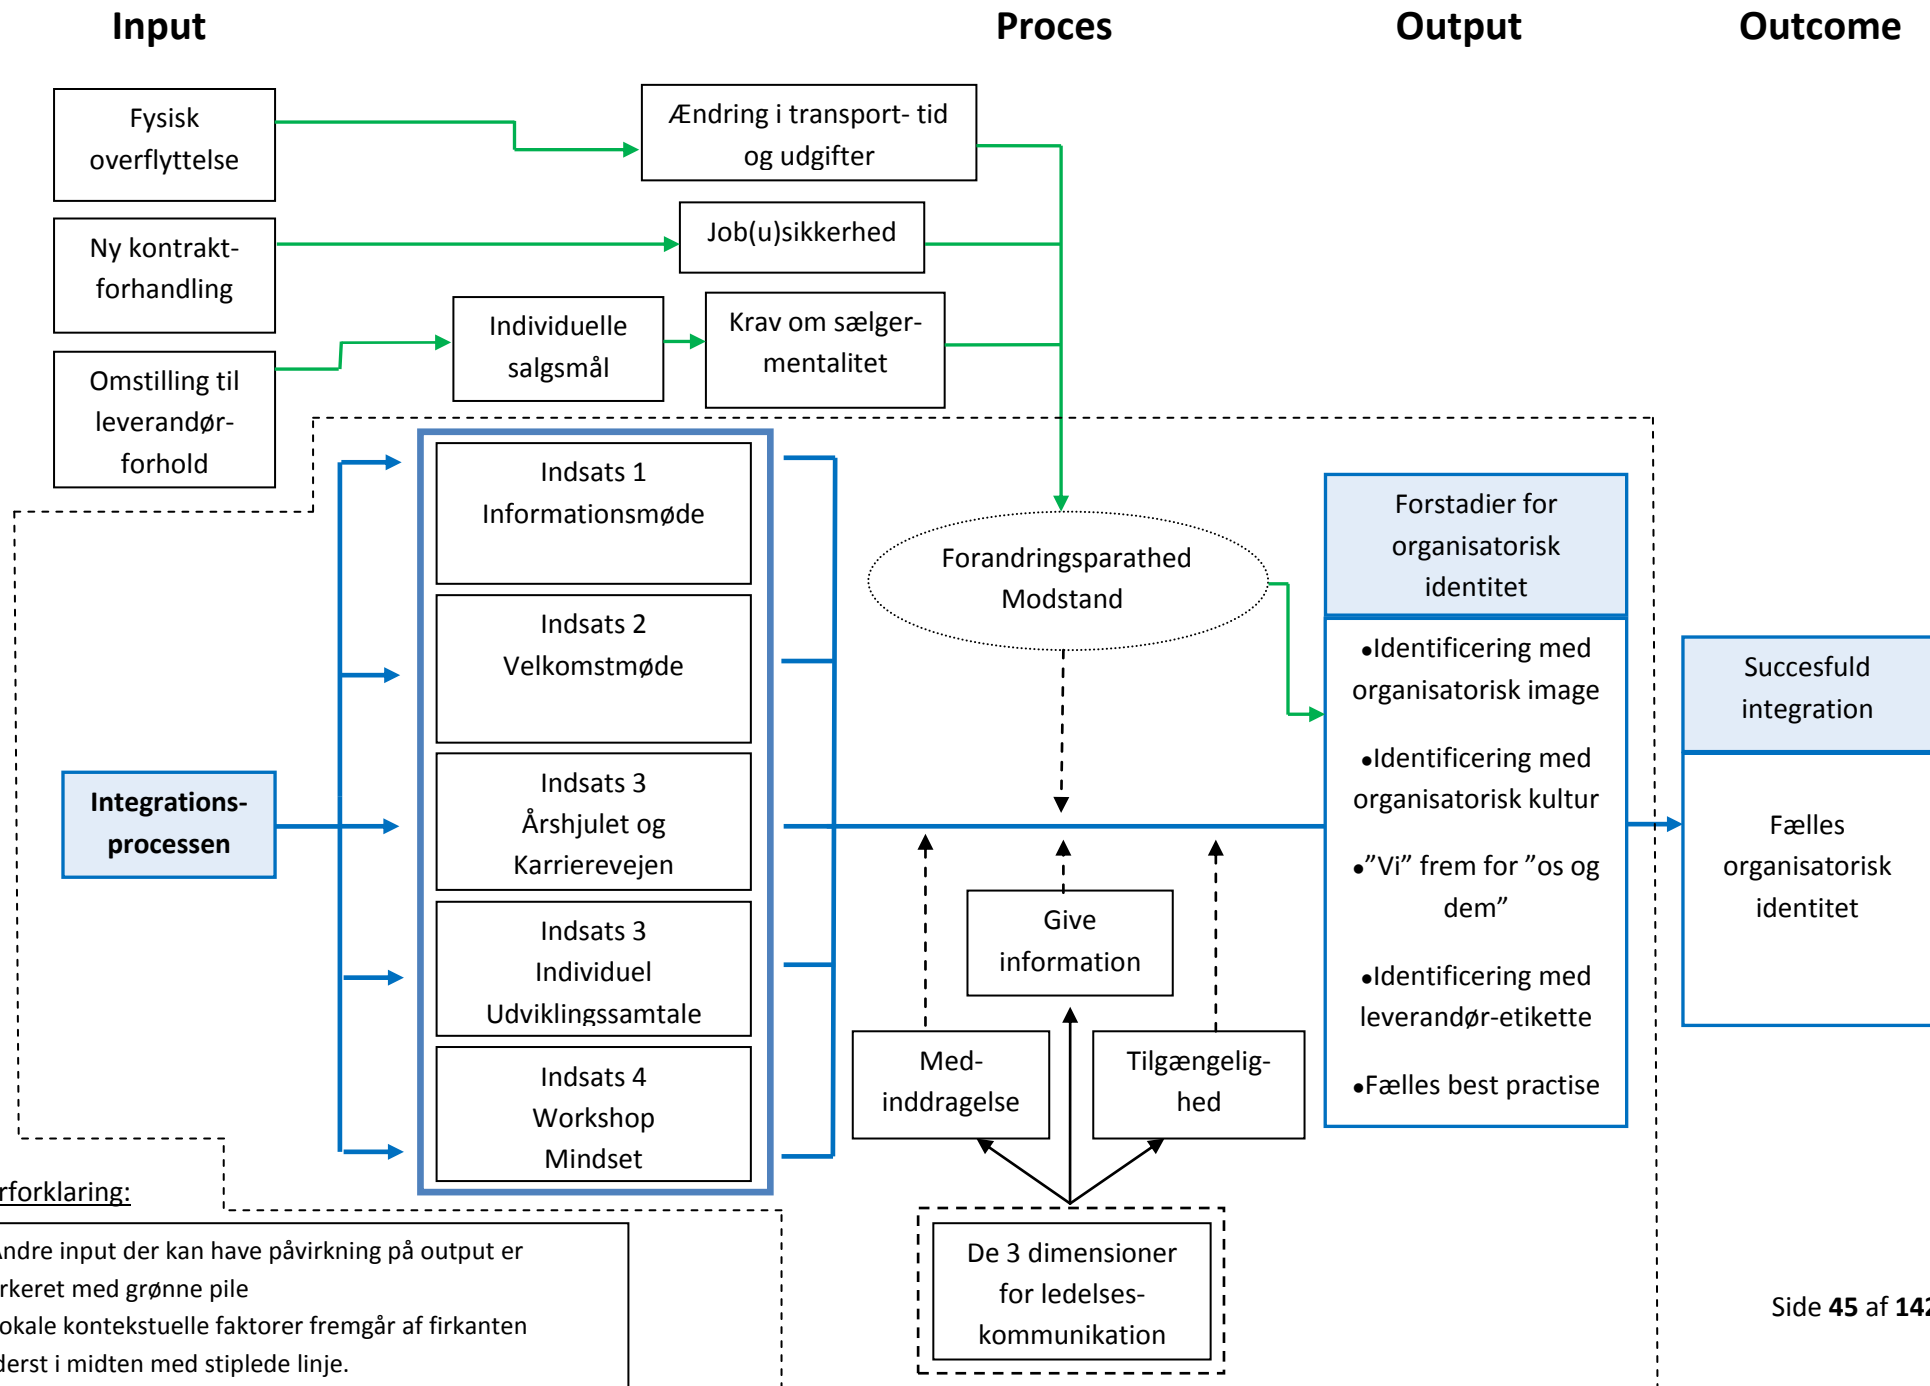 Input
Proces
Output
Outcome
Fysisk
overflyttelse
Ændring i transport- tid
og udgifter
Ny kontrakt-
forhandling
Job(u)sikkerhed
Omstilling til
leverandør-
forhold
Individuelle
salgsmål
Krav om sælger-
mentalitet
Integrations-
processen
Indsats 1
Informationsmøde
Indsats 2
Velkomstmøde
Indsats 3
Årshjulet og
Karrierevejen
Indsats 3
Individuel
Udviklingssamtale
Indsats 4
Workshop
Mindset
Forandringsparathed
Modstand
Give
information
Med-
inddragelse
Tilgængelig-
hed
De 3 dimensioner
for ledelses-
kommunikation
Forstadier for
organisatorisk
identitet
•Identificering med
organisatorisk image
•Identificering med
organisatorisk kultur
•”Vi” frem for ”os og
dem”
•Identificering med
leverandør-etikette
•Fælles best practise
Succesfuld
integration
Fælles
organisatorisk
identitet
rforklaring:
Andre input der kan have påvirkning på output er
rkeret med grønne pile
okale kontekstuelle faktorer fremgår af firkanten
derst i midten med stiplede linje.
Side 45 af 142